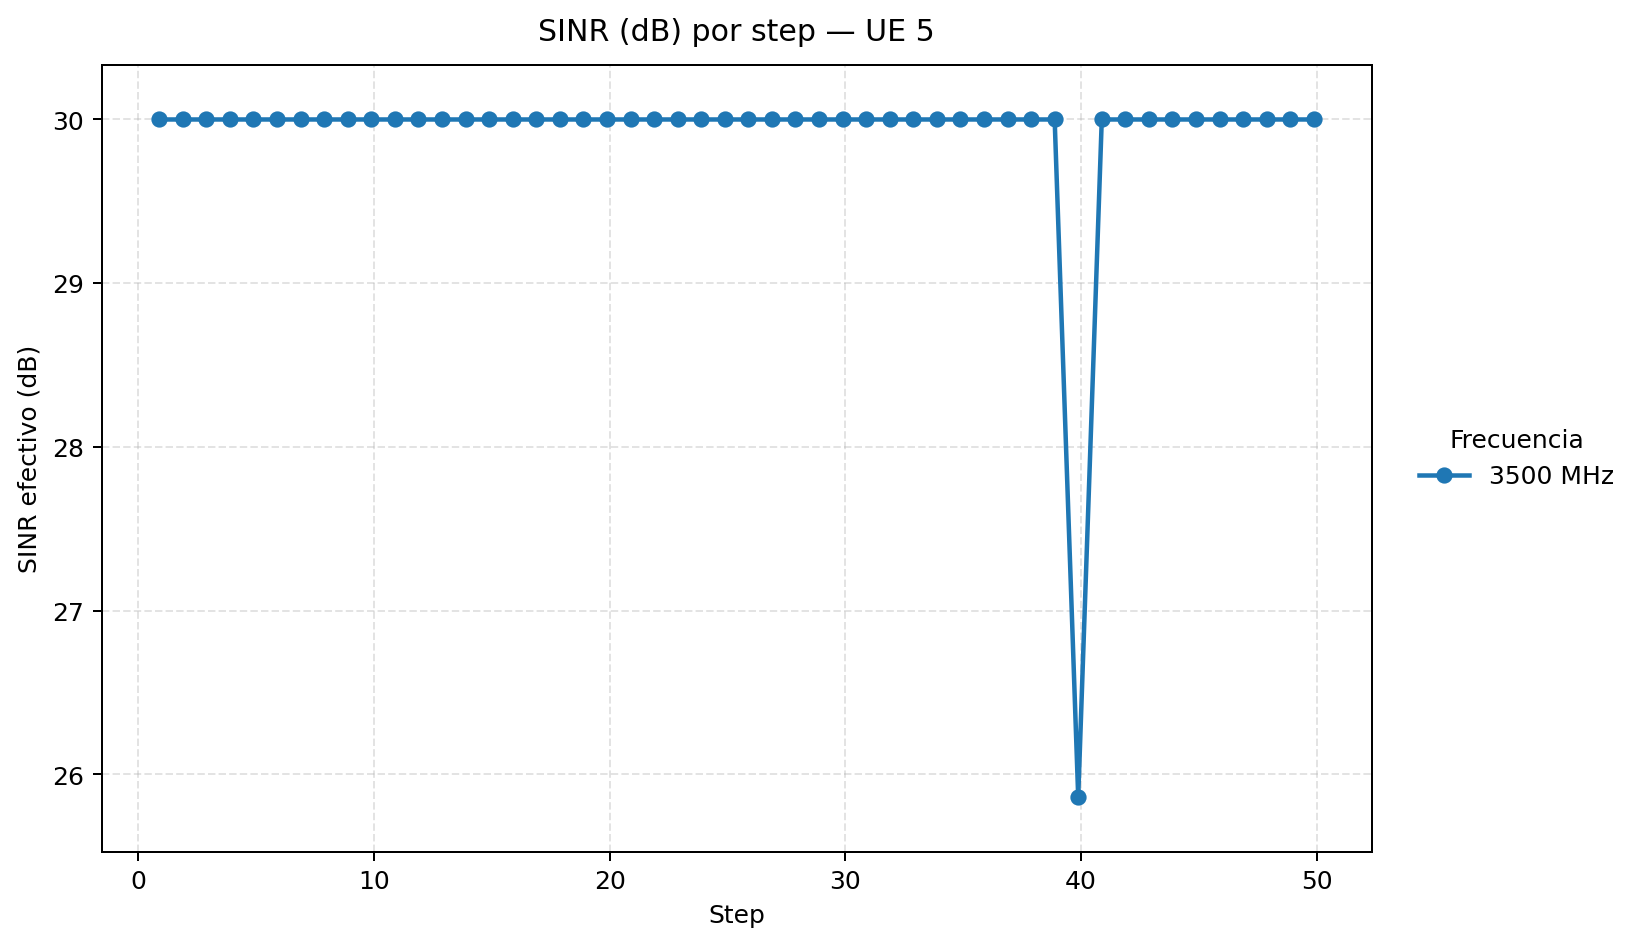 SINR (dB) por step — UE 5
30
29
28
27
26
SINR efectivo (dB)
0 10 20 30 40 50
Step
Frecuencia
3500 MHz